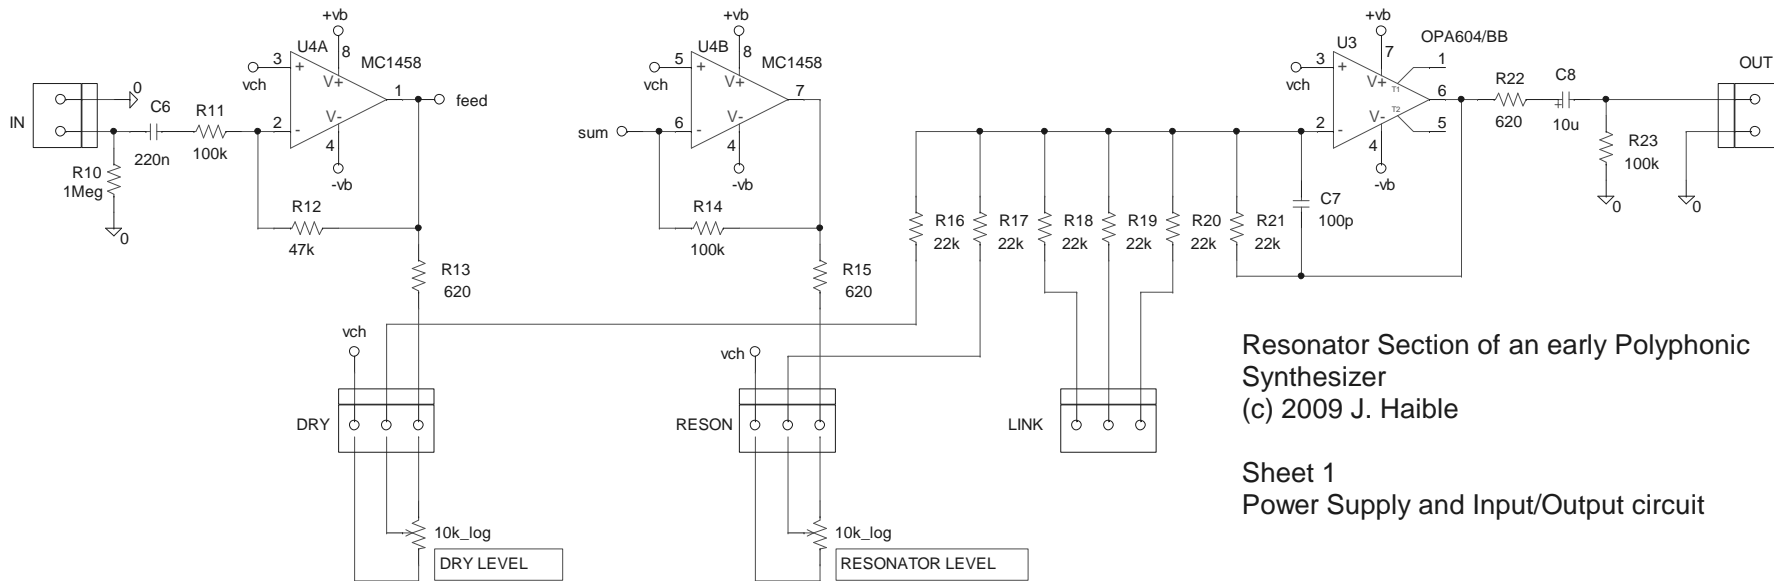 +vb
+vb
+vb
U4A
U4B
U3
OPA604/BB
3
8
MC1458
5
8
MC1458
3
7
1
+
V+
+
V+
+
V+
OUT
IN
0
vch
vch
vch
T1
R22
C8
C6
R11
1
feed
7
6
+
T2
V-
sum
V-
V-
620
10u
2
-
6
-
2
-
5
220n
100k
4
4
4
R23
100k
R10
1Meg
-vb
-vb
-vb
R12
R14
C7
100p
0
0
0
47k
100k
R16
22k
R17
22k
R18
22k
R19
22k
R20
22k
R21
22k
R13
620
R15
620
vch
vch
Resonator Section of an early Polyphonic
Synthesizer
(c) 2009 J. Haible
DRY
RESON
LINK
Sheet 1
Power Supply and Input/Output circuit
10k_log
10k_log
DRY LEVEL
RESONATOR LEVEL